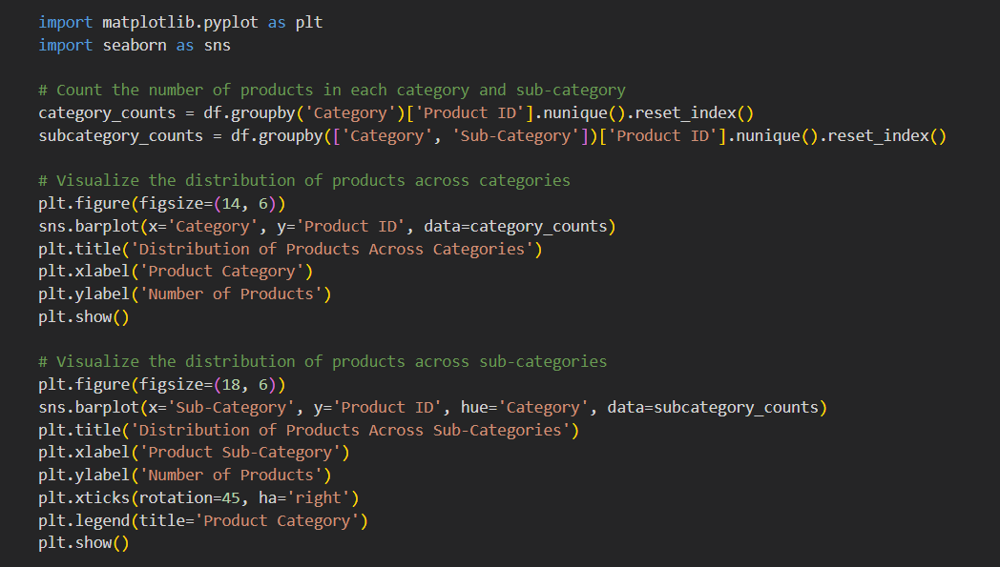 import matplotlib.pyplot as plt
import seaborn as sns
# Count the number of products in each category and sub-category
category_counts = df.groupby('Category')['Product ID'].nunique().reset_index()
subcategory_counts = df.groupby(['Category', 'Sub-Category'])['Product ID'].nunique().reset_index()
# Visualize the distribution of products across categories
plt.figure(figsize=(14, 6))
sns.barplot(x='Category', y='Product ID', data=category_counts)
plt.title('Distribution of Products Across Categories')
plt.xlabel('Product Category')
plt.ylabel('Number of Products')
plt.show()
# Visualize the distribution of products across sub-categories
plt.figure(figsize=(18, 6))
sns.barplot(x='Sub-Category', y='Product ID', hue='Category', data=subcategory_counts)
plt.title('Distribution of Products Across Sub-Categories')
plt.xlabel('Product Sub-Category')
plt.ylabel('Number of Products')
plt.xticks(rotation=45, ha='right')
plt.legend(title='Product Category')
plt.show()